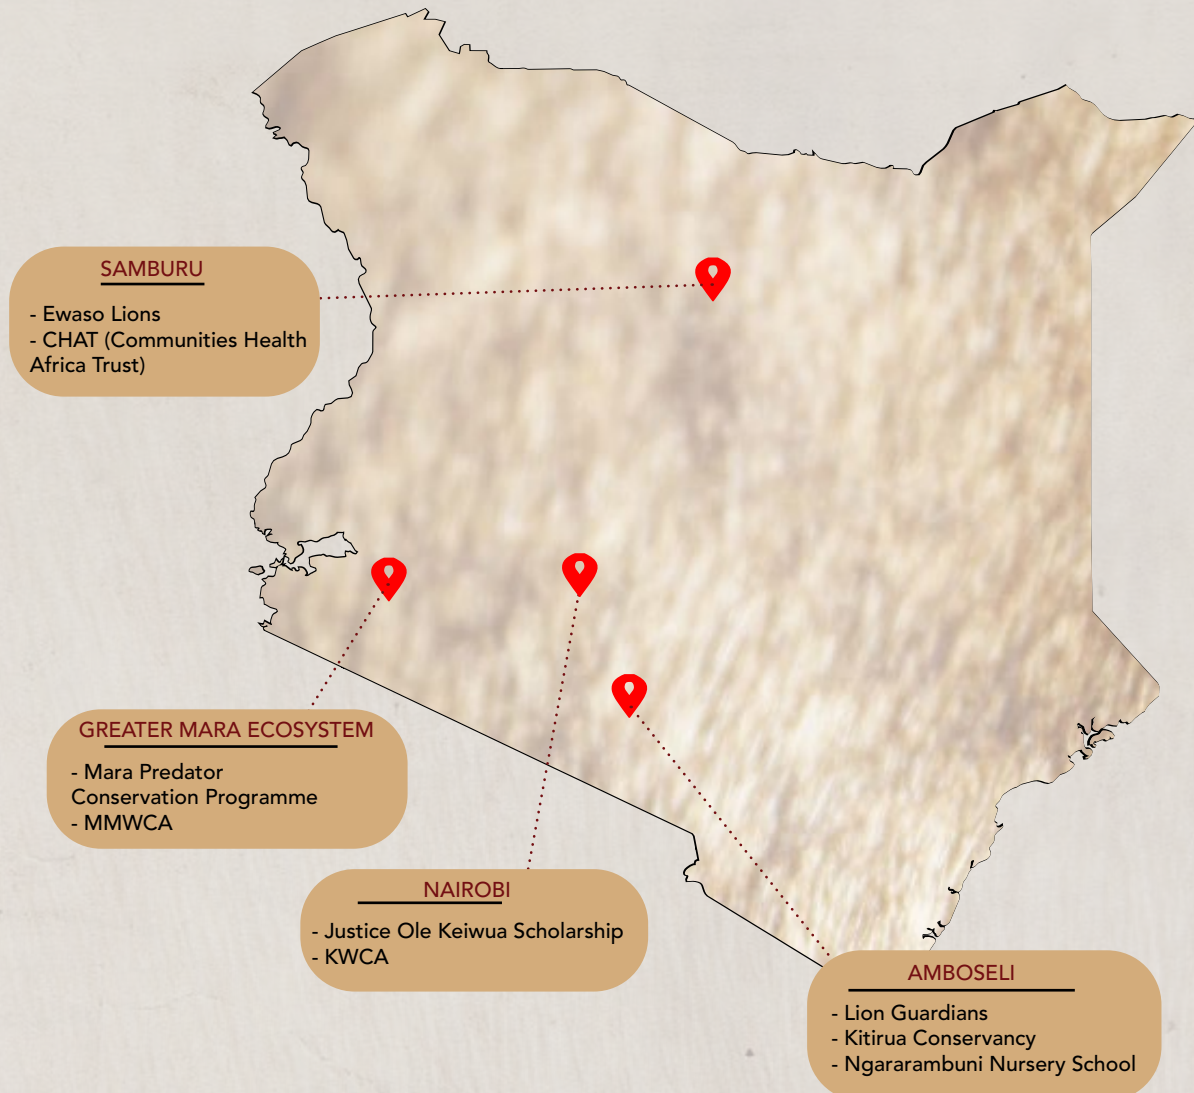 SAMBURU
- Ewaso Lions
- CHAT (Communities Health
Africa Trust)
GREATER MARA ECOSYSTEM
- Mara Predator
Conservation Programme
- MMWCA
NAIROBI
- Justice Ole Keiwua Scholarship
- KWCA
AMBOSELI
- Lion Guardians
- Kitirua Conservancy
- Ngararambuni Nursery School